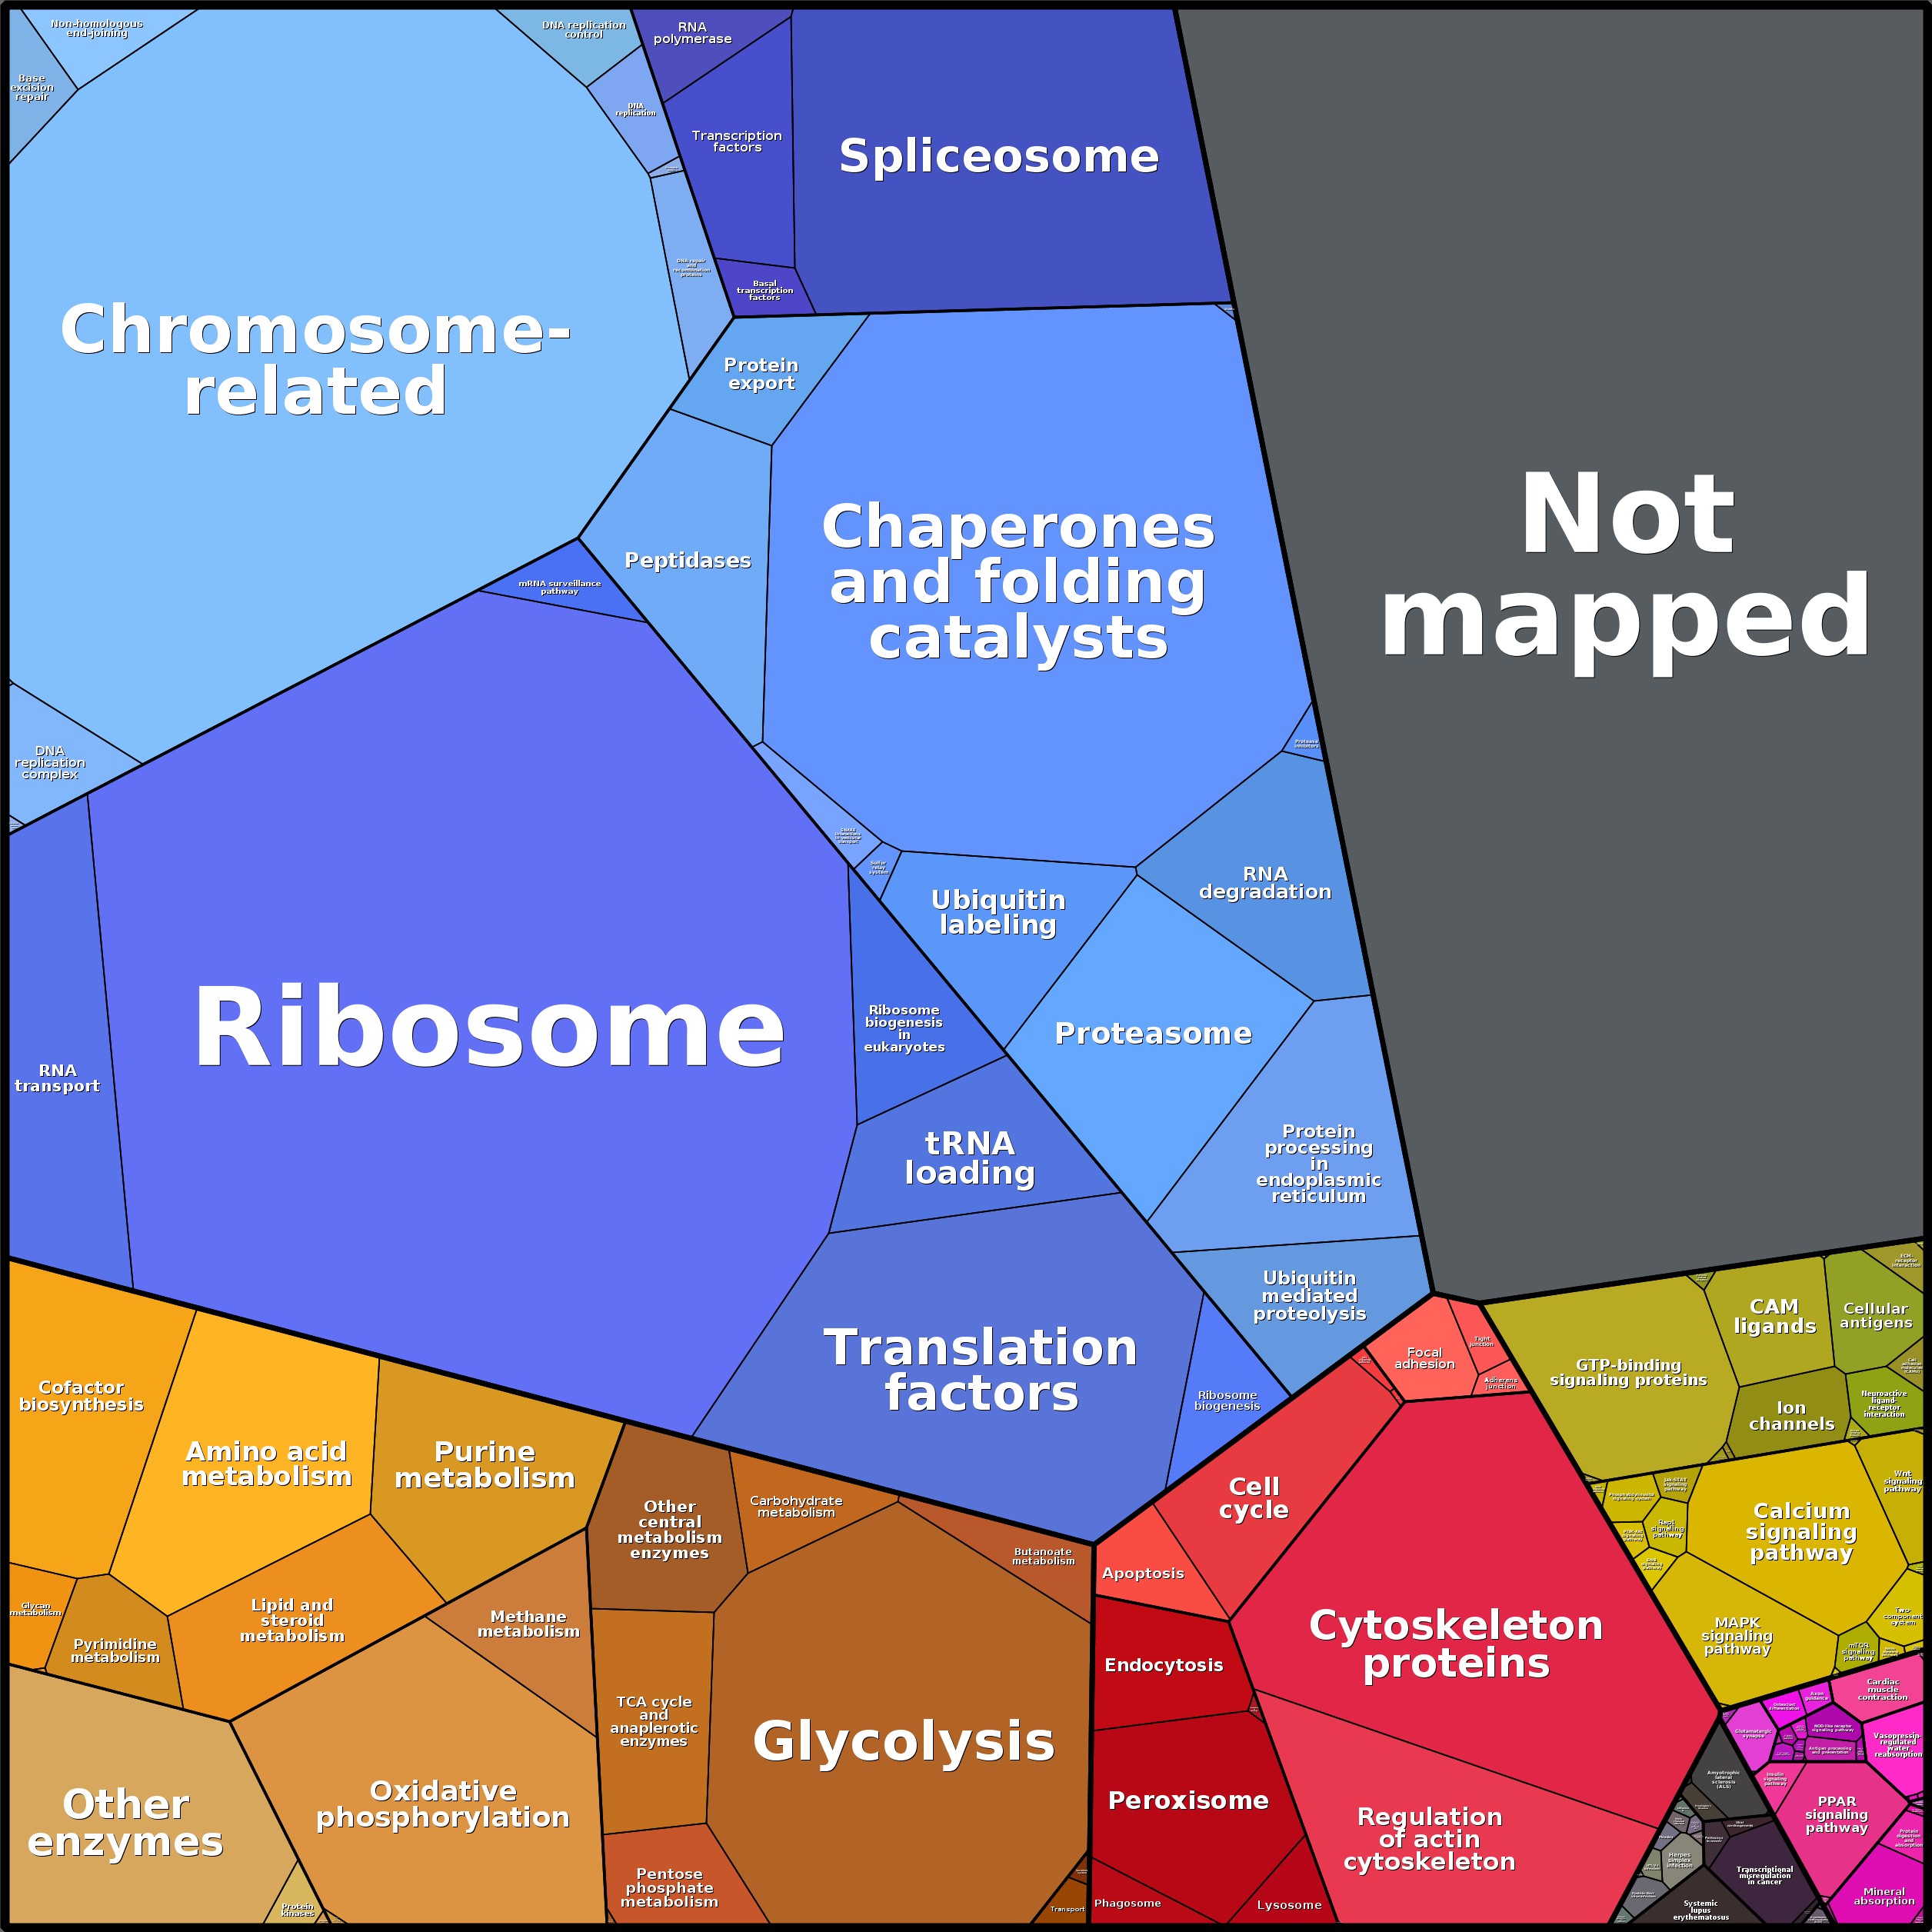 Non-homologous
end-joining
Base
excision
repair
DNA replication
control
DNA
replication
RNA
polymerase
Transcription
factors
Spliceosome
Basal
transcription
factors
DNA repair
and
recombination
proteins
Chromosome-
related
DNA
replication
complex
Protein
export
Peptidases
Chaperones
and folding
catalysts
Not
mapped
mRNA surveillance
pathway
Protease
inhibitors
Sulfur
relay
system
Ubiquitin
labeling
RNA
degradation
Proteasome
Ribosome
RNA
transport
Ribosome
biogenesis
in
eukaryotes
tRNA
loading
Protein
processing
in
endoplasmic
reticulum
Ubiquitin
mediated
proteolysis
Translation
factors
Ribosome
biogenesis
Cofactor
biosynthesis
Amino acid
metabolism
Purine
metabolism
Glycan
metabolism
Pyrimidine
metabolism
Lipid and
steroid
metabolism
Methane
metabolism
Other
central
metabolism
enzymes
Carbohydrate
metabolism
Butanoate
metabolism
TCA cycle
and
anaplerotic
enzymes
Glycolysis
Other
enzymes
Protein
kinases
Oxidative
phosphorylation
Pentose
phosphate
metabolism
Transport
Focal
adhesion
Tight
junction
Adherens
junction
Cell
cycle
Apoptosis
Endocytosis
Peroxisome
Phagosome
Lysosome
Cytoskeleton
proteins
Regulation
of actin
cytoskeleton
GTP-binding
signaling proteins
CAM
ligands
Cellular
antigens
ECM-
receptor
interaction
Ion
channels
Neuroactive
ligand-
receptor
interaction
Jak-STAT
signaling
pathway
Rap1
signaling
pathway
Calcium
signaling
pathway
Wnt
signaling
pathway
MAPK
signaling
pathway
mTOR
signaling
pathway
Two-
component
system
Cardiac
muscle
contraction
Axon
guidance
Osteoclast
differentiation
Glutamatergic
synapse
NOD-like receptor
signaling pathway
Antigen processing
and presentation
Vasopressin-
regulated
water
reabsorption
Insulin
signaling
pathway
PPAR
signaling
pathway
Protein
digestion
and
absorption
Mineral
absorption
Amyotrophic
lateral
sclerosis
(ALS)
Herpes
simplex
infection
Transcriptional
misregulation
in cancer
Systemic
lupus
erythematosus